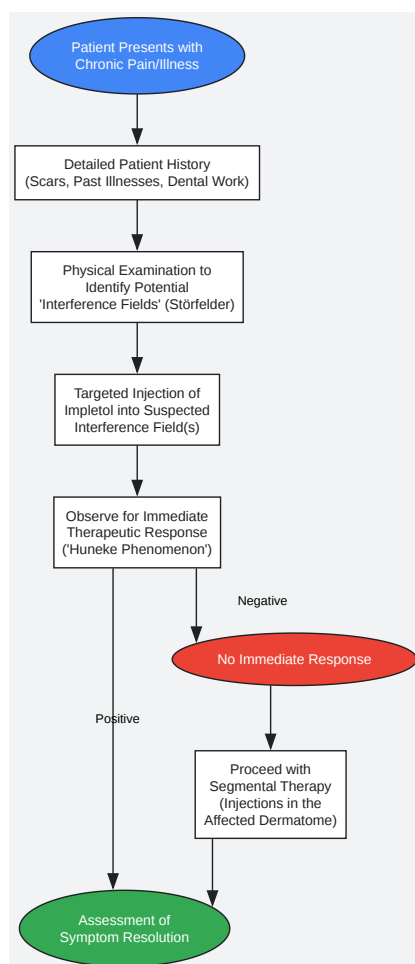 Patient Presents with
Chronic Pain/Illness
Detailed Patient History
(Scars, Past Illnesses, Dental Work)
Physical Examination to
Identify Potential
'Interference Fields' (Störfelder)
Targeted Injection of
Impletol into Suspected
Interference Field(s)
Observe for Immediate
Therapeutic Response
('Huneke Phenomenon')
Negative
No Immediate Response
Positive
Proceed with
Segmental Therapy
(Injections in the
Affected Dermatome)
Assessment of
Symptom Resolution